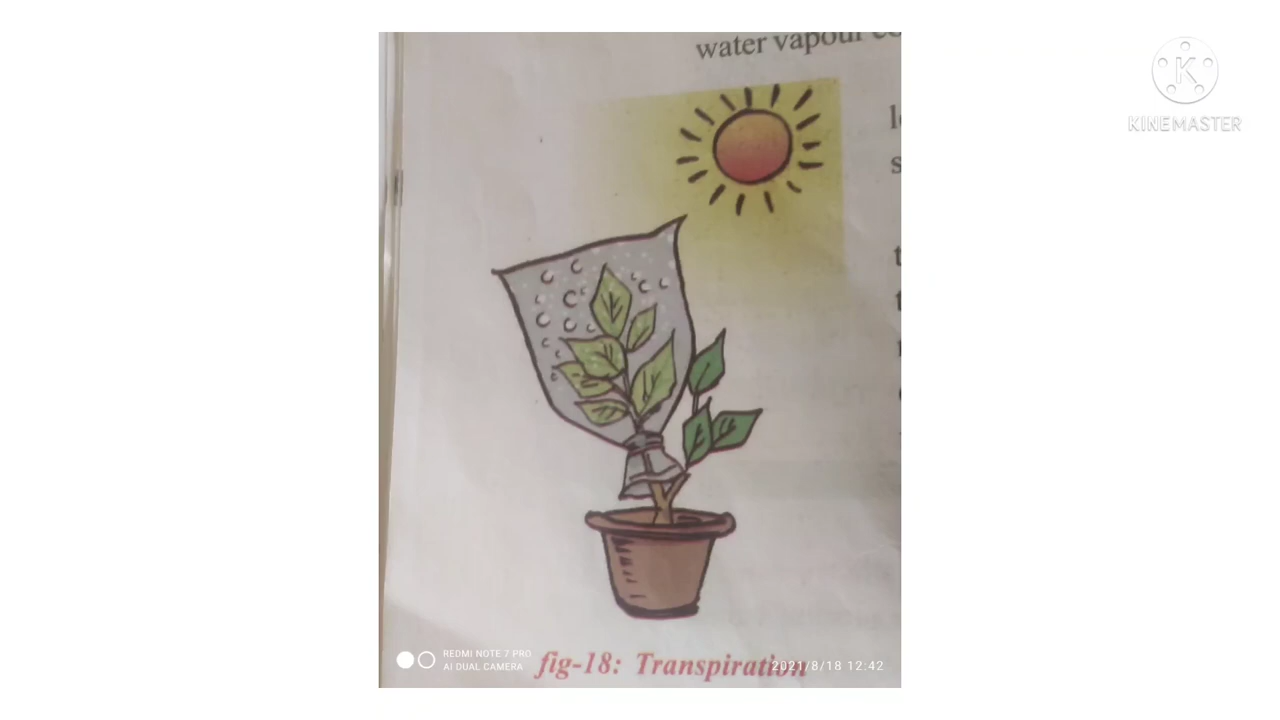 water vapour
KINEMASTER
fig-18: Transpiration
REDMI NOTE 7 PRO
AI DUAL CAMERA
2021/8/18 12:42